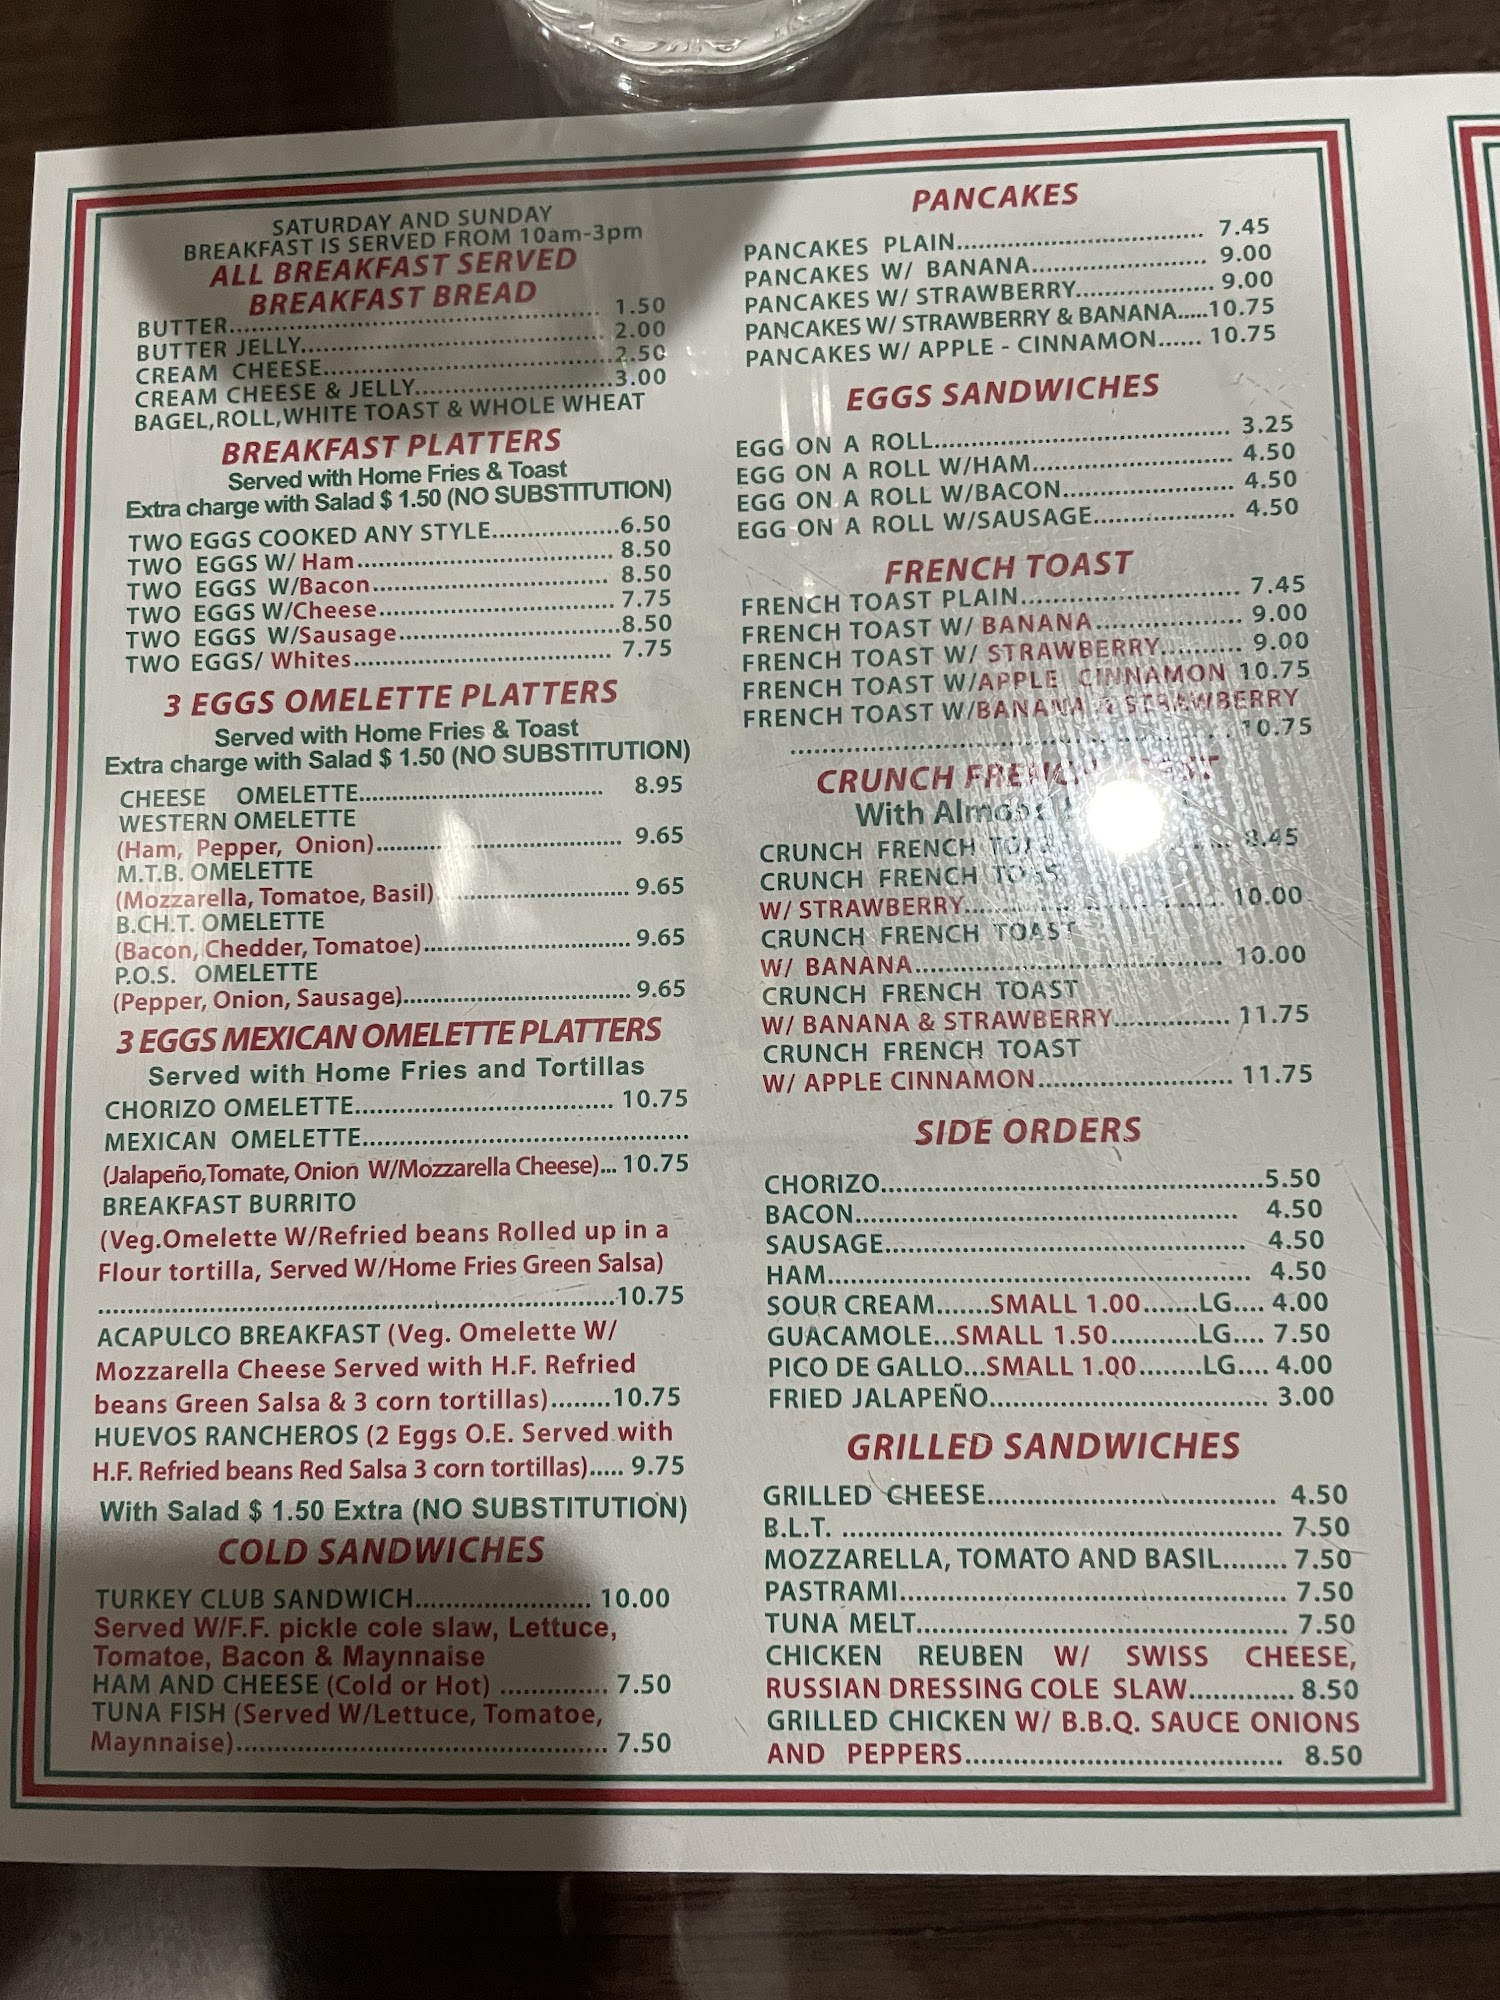 SATURDAY AND SUNDAY
BREAKFAST IS SERVED FROM 10am-3pm
ALL BREAKFAST SERVED
BREAKFAST BREAD
BUTTER 1.50
BUTTER JELLY 2.00
CREAM CHEESE 2.50
CREAM CHEESE & JELLY 3.00
BAGEL,ROLL,WHITE TOAST & WHOLE WHEAT
BREAKFAST PLATTERS
Served with Home Fries & Toast
Extra charge with Salad $ 1.50 (NO SUBSTITUTION)
TWO EGGS COOKED ANY STYLE 6.50
TWO EGGS W/ Ham 8.50
TWO EGGS W/Bacon 8.50
TWO EGGS W/Cheese 7.75
TWO EGGS W/Sausage 8.50
TWO EGGS/ Whites 7.75
3 EGGS OMELETTE PLATTERS
Served with Home Fries & Toast
Extra charge with Salad $ 1.50 (NO SUBSTITUTION)
CHEESE OMELETTE 8.95
WESTERN OMELETTE
(Ham, Pepper, Onion) 9.65
M.T.B. OMELETTE
(Mozzarella, Tomatoe, Basil) 9.65
B.CH.T. OMELETTE
(Bacon, Chedder, Tomatoe) 9.65
P.O.S. OMELETTE
(Pepper, Onion, Sausage) 9.65
3 EGGS MEXICAN OMELETTE PLATTERS
Served with Home Fries and Tortillas
CHORIZO OMELETTE 10.75
MEXICAN OMELETTE
(Jalapeño,Tomate, Onion W/Mozzarella Cheese)... 10.75
BREAKFAST BURRITO
(Veg.Omelette W/Refried beans Rolled up in a
Flour tortilla, Served W/Home Fries Green Salsa)
10.75
ACAPULCO BREAKFAST (Veg. Omelette W/
Mozzarella Cheese Served with H.F. Refried
beans Green Salsa & 3 corn tortillas) 10.75
HUEVOS RANCHEROS (2 Eggs O.E. Served with
H.F. Refried beans Red Salsa 3 corn tortillas)..... 9.75
With Salad $ 1.50 Extra (NO SUBSTITUTION)
COLD SANDWICHES
TURKEY CLUB SANDWICH 10.00
Served W/F.F. pickle cole slaw, Lettuce,
Tomatoe, Bacon & Maynnaise
HAM AND CHEESE (Cold or Hot) 7.50
TUNA FISH (Served W/Lettuce, Tomatoe,
Maynnaise) 7.50
PANCAKES
PANCAKES PLAIN 7.45
PANCAKES W/ BANANA 9.00
PANCAKES W/ STRAWBERRY 9.00
PANCAKES W/ STRAWBERRY & BANANA.....10.75
PANCAKES W/ APPLE - CINNAMON...... 10.75
EGGS SANDWICHES
EGG ON A ROLL 3.25
EGG ON A ROLL W/HAM 4.50
EGG ON A ROLL W/BACON 4.50
EGG ON A ROLL W/SAUSAGE 4.50
FRENCH TOAST
FRENCH TOAST PLAIN 7.45
FRENCH TOAST W/ BANANA 9.00
FRENCH TOAST W/ STRAWBERRY 9.00
FRENCH TOAST W/APPLE CINNAMON 10.75
FRENCH TOAST W/BANANA & STRAWBERRY
10.75
CRUNCH FRENCH
With
CRUNCH FRENCH 8.45
CRUNCH FRENCH TOAST
W/ STRAWBERRY 10.00
CRUNCH FRENCH TOAST
W/ BANANA 10.00
CRUNCH FRENCH TOAST
W/ BANANA & STRAWBERRY 11.75
CRUNCH FRENCH TOAST
W/ APPLE CINNAMON 11.75
SIDE ORDERS
CHORIZO 5.50
BACON 4.50
SAUSAGE 4.50
HAM 4.50
SOUR CREAM.......SMALL 1.00.......LG.... 4.00
GUACAMOLE...SMALL 1.50...........LG.... 7.50
PICO DE GALLO...SMALL 1.00........LG.... 4.00
FRIED JALAPEÑO 3.00
GRILLED SANDWICHES
GRILLED CHEESE 4.50
B.L.T. 7.50
MOZZARELLA, TOMATO AND BASIL........ 7.50
PASTRAMI 7.50
TUNA MELT 7.50
CHICKEN REUBEN W/ SWISS CHEESE,
RUSSIAN DRESSING COLE SLAW 8.50
GRILLED CHICKEN W/ B.B.Q. SAUCE ONIONS
AND PEPPERS 8.50